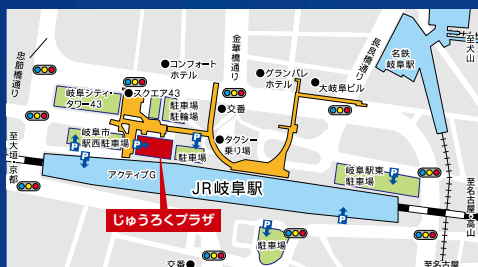 忠節橋通り
コンフォート
ホテル
金華橋通り
グランパレ
ホテル
長良橋通り
名鉄
岐阜駅
至犬山
大岐阜ビル
岐阜シティ・
タワー43
スクエア43
駐車場
駐輪場
交番
タクシー
乗り場
岐阜市
駅西駐車場
P
P
P
駐車場
P
至大垣・京都
アクティブG
JR岐阜駅
岐阜駅東
駐車場
P
P
至名古屋・高山
じゅうろくプラザ
P
駐車場
交番
至名古屋